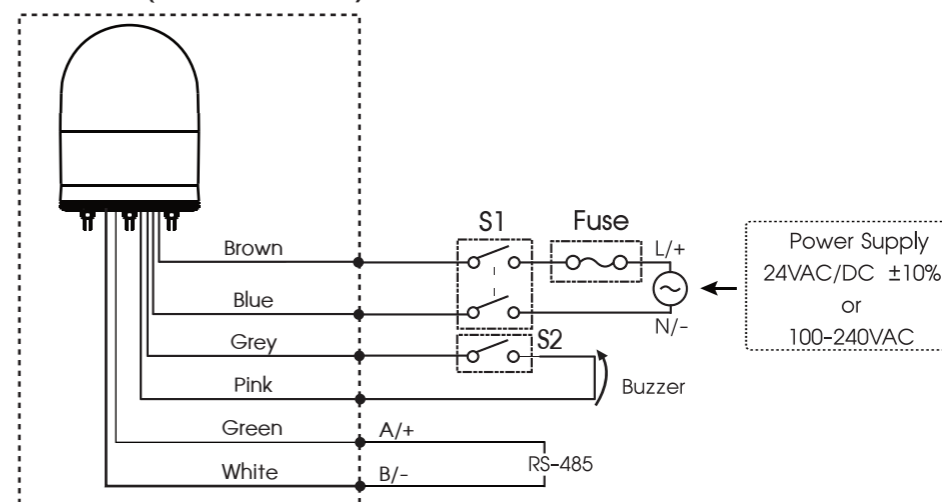 S1
Fuse
Brown
L/+
Power Supply
24VAC/DC ±10%
or
100-240VAC
Blue
N/-
Grey
S2
Pink
Buzzer
Green
A/+
RS-485
White
B/-